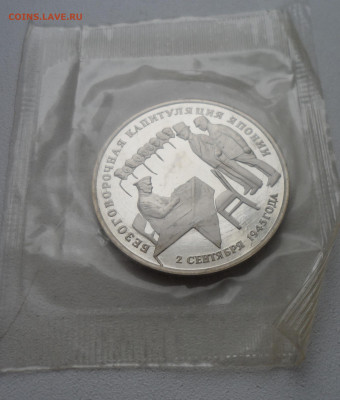 COINS.LAVE.RU
БЕЗОГОВОРОЧНАЯ КАПИТУЛЯЦИЯ ЯПОНИИ
2 СЕНТЯБРЯ 1945 ГОДА